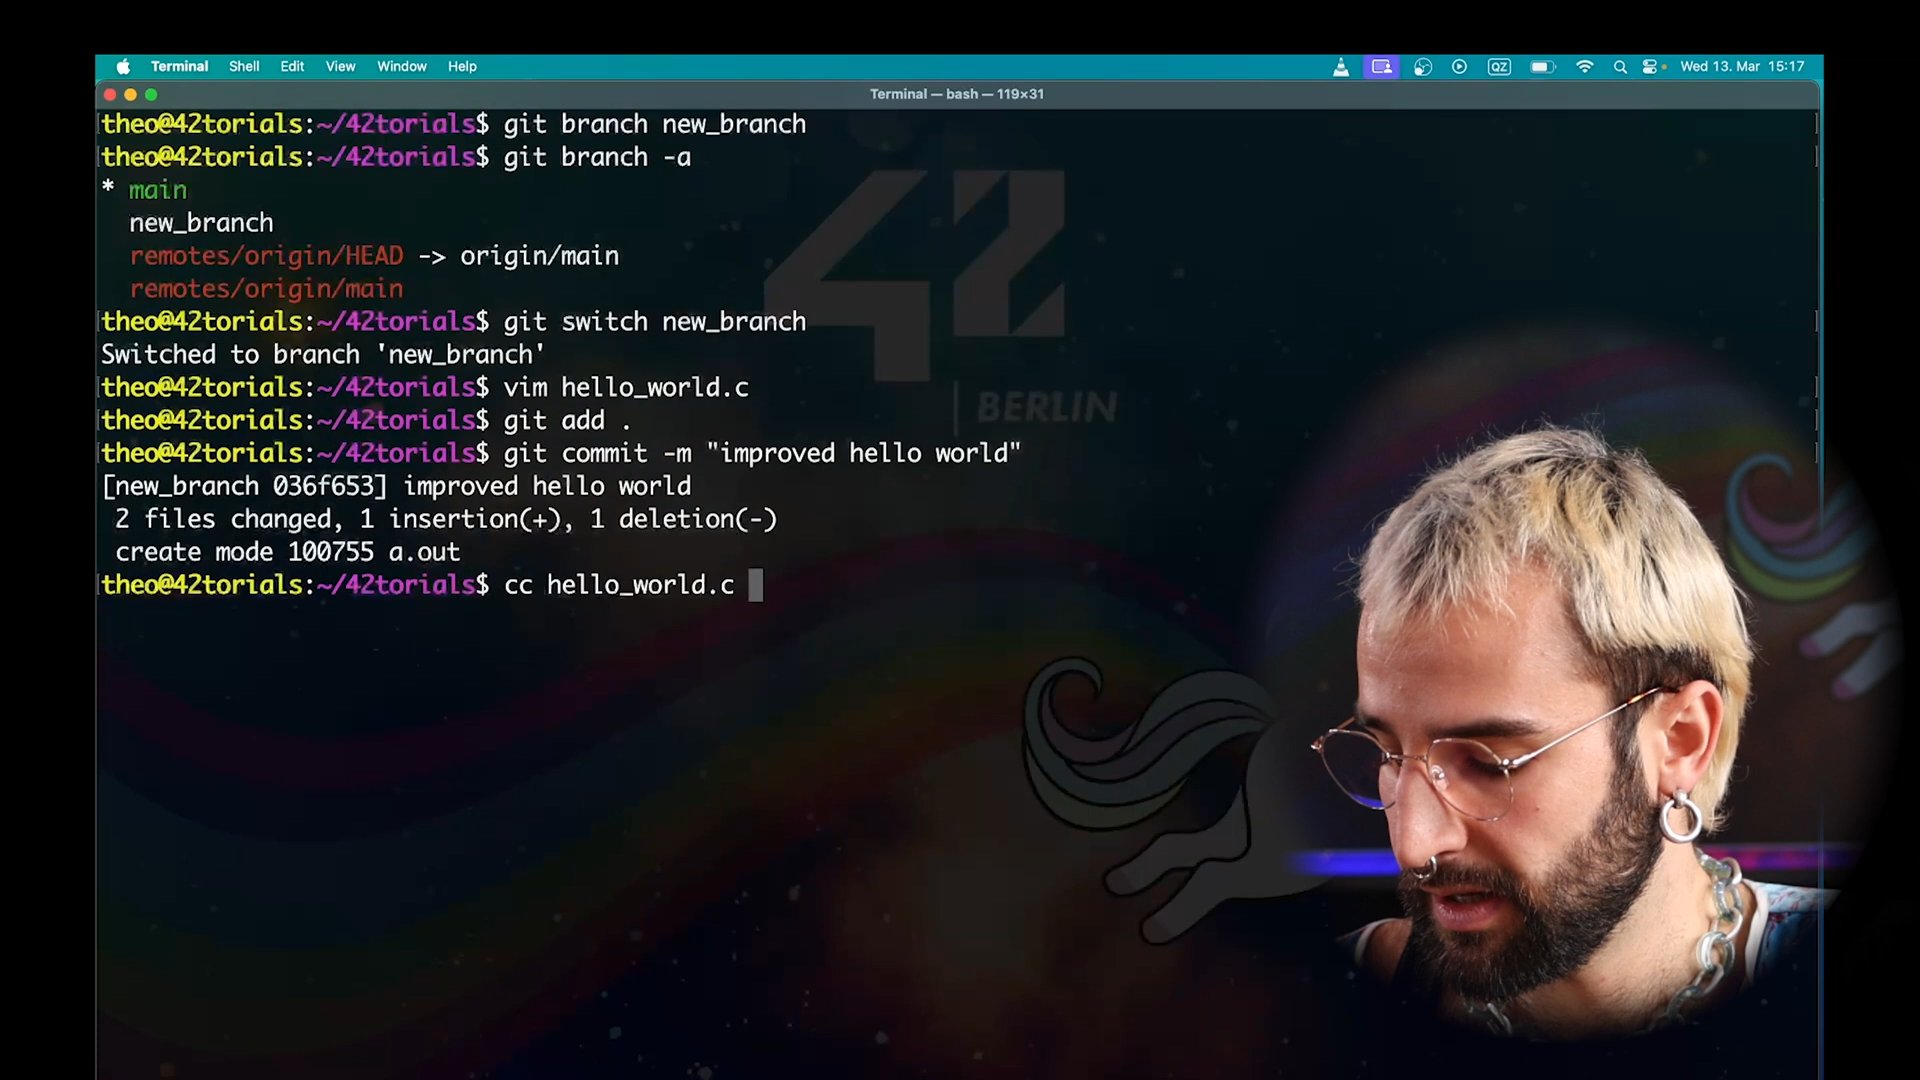 Terminal Shell Edit View Window Help QZ Wed 13. Mar 15:17
Terminal — bash — 119×31
theo@42torials:~/42torials$ git branch new_branch
theo@42torials:~/42torials$ git branch -a
* main
new_branch
remotes/origin/HEAD -> origin/main
remotes/origin/main
theo@42torials:~/42torials$ git switch new_branch
Switched to branch 'new_branch'
theo@42torials:~/42torials$ vim hello_world.c
theo@42torials:~/42torials$ git add .
theo@42torials:~/42torials$ git commit -m "improved hello world"
[new_branch 036f653] improved hello world
2 files changed, 1 insertion(+), 1 deletion(-)
create mode 100755 a.out
theo@42torials:~/42torials$ cc hello_world.c
42
BERLIN